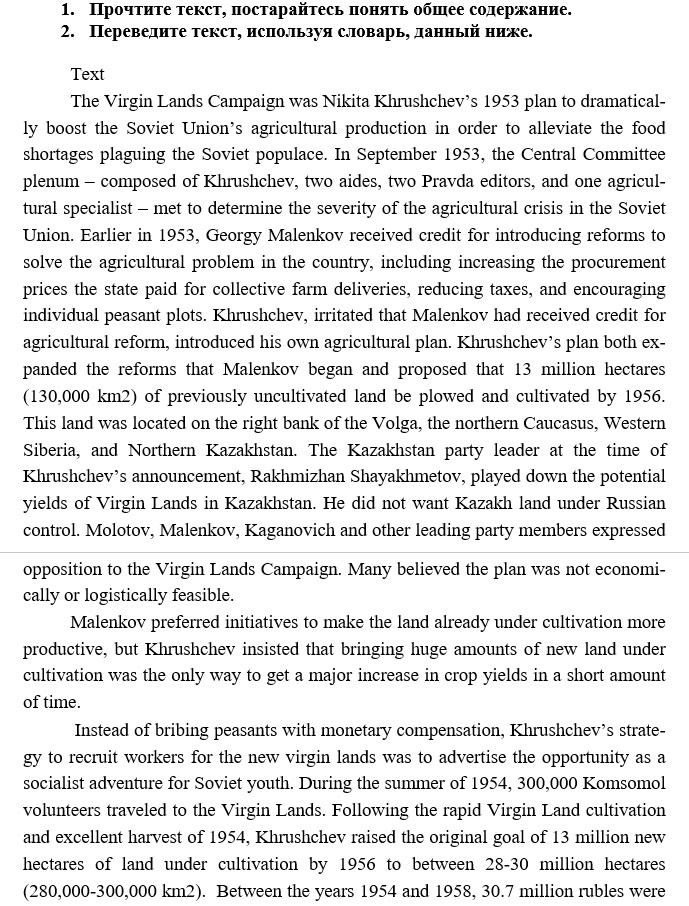 1. Прочтите текст, постарайтесь понять общее содержание.
2. Переведите текст, используя словарь, данный ниже.
Text
The Virgin Lands Campaign was Nikita Khrushchev’s 1953 plan to dramatical-
ly boost the Soviet Union’s agricultural production in order to alleviate the food
shortages plaguing the Soviet populace. In September 1953, the Central Committee
plenum – composed of Khrushchev, two aides, two Pravda editors, and one agricul-
tural specialist – met to determine the severity of the agricultural crisis in the Soviet
Union. Earlier in 1953, Georgy Malenkov received credit for introducing reforms to
solve the agricultural problem in the country, including increasing the procurement
prices the state paid for collective farm deliveries, reducing taxes, and encouraging
individual peasant plots. Khrushchev, irritated that Malenkov had received credit for
agricultural reform, introduced his own agricultural plan. Khrushchev’s plan both ex-
panded the reforms that Malenkov began and proposed that 13 million hectares
(130,000 km2) of previously uncultivated land be plowed and cultivated by 1956.
This land was located on the right bank of the Volga, the northern Caucasus, Western
Siberia, and Northern Kazakhstan. The Kazakhstan party leader at the time of
Khrushchev’s announcement, Rakhmizhan Shayakhmetov, played down the potential
yields of Virgin Lands in Kazakhstan. He did not want Kazakh land under Russian
control. Molotov, Malenkov, Kaganovich and other leading party members expressed
opposition to the Virgin Lands Campaign. Many believed the plan was not economi-
cally or logistically feasible.
Malenkov preferred initiatives to make the land already under cultivation more
productive, but Khrushchev insisted that bringing huge amounts of new land under
cultivation was the only way to get a major increase in crop yields in a short amount
of time.
Instead of bribing peasants with monetary compensation, Khrushchev’s strate-
gy to recruit workers for the new virgin lands was to advertise the opportunity as a
socialist adventure for Soviet youth. During the summer of 1954, 300,000 Komsomol
volunteers traveled to the Virgin Lands. Following the rapid Virgin Land cultivation
and excellent harvest of 1954, Khrushchev raised the original goal of 13 million new
hectares of land under cultivation by 1956 to between 28-30 million hectares
(280,000-300,000 km2). Between the years 1954 and 1958, 30.7 million rubles were